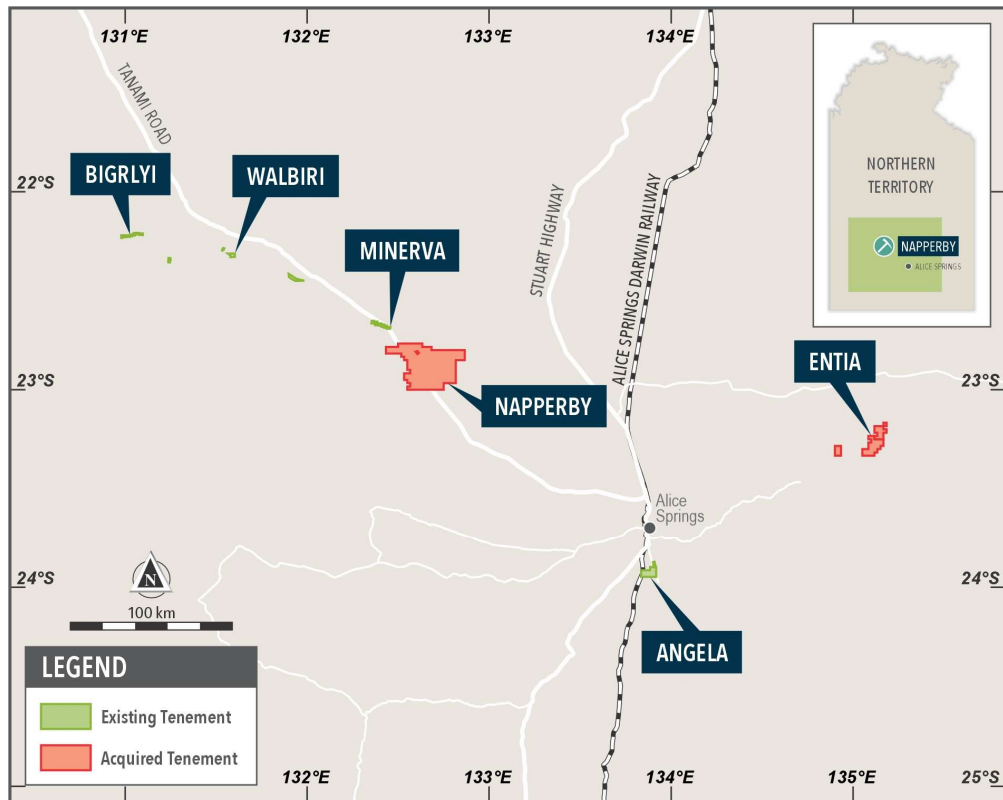 131°E
132°E
133°E
134°E
TANAMI ROAD
NORTHERN
TERRITORY
NAPPERBY
ALICE SPRINGS
BIGRLYI
WALBIRI
22°S
MINERVA
STUART HIGHWAY
ALICE SPRINGS DARWIN RAILWAY
ENTIA
23°S
23°S
NAPPERBY
Alice
Springs
24°S
24°S
N
100 km
ANGELA
LEGEND
Existing Tenement
Acquired Tenement
132°E
133°E
134°E
135°E
25°S